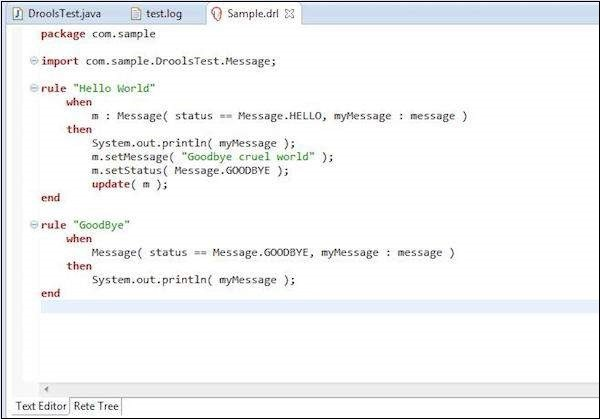 DroolsTest.java test.log Sample.drl
package com.sample
import com.sample.DroolsTest.Message;
rule "Hello World"
when
m : Message( status == Message.HELLO, myMessage : message )
then
System.out.println( myMessage );
m.setMessage( "Goodbye cruel world" );
m.setStatus( Message.GOODBYE );
update( m );
end
rule "GoodBye"
when
Message( status == Message.GOODBYE, myMessage : message )
then
System.out.println( myMessage );
end
Text Editor Rete Tree